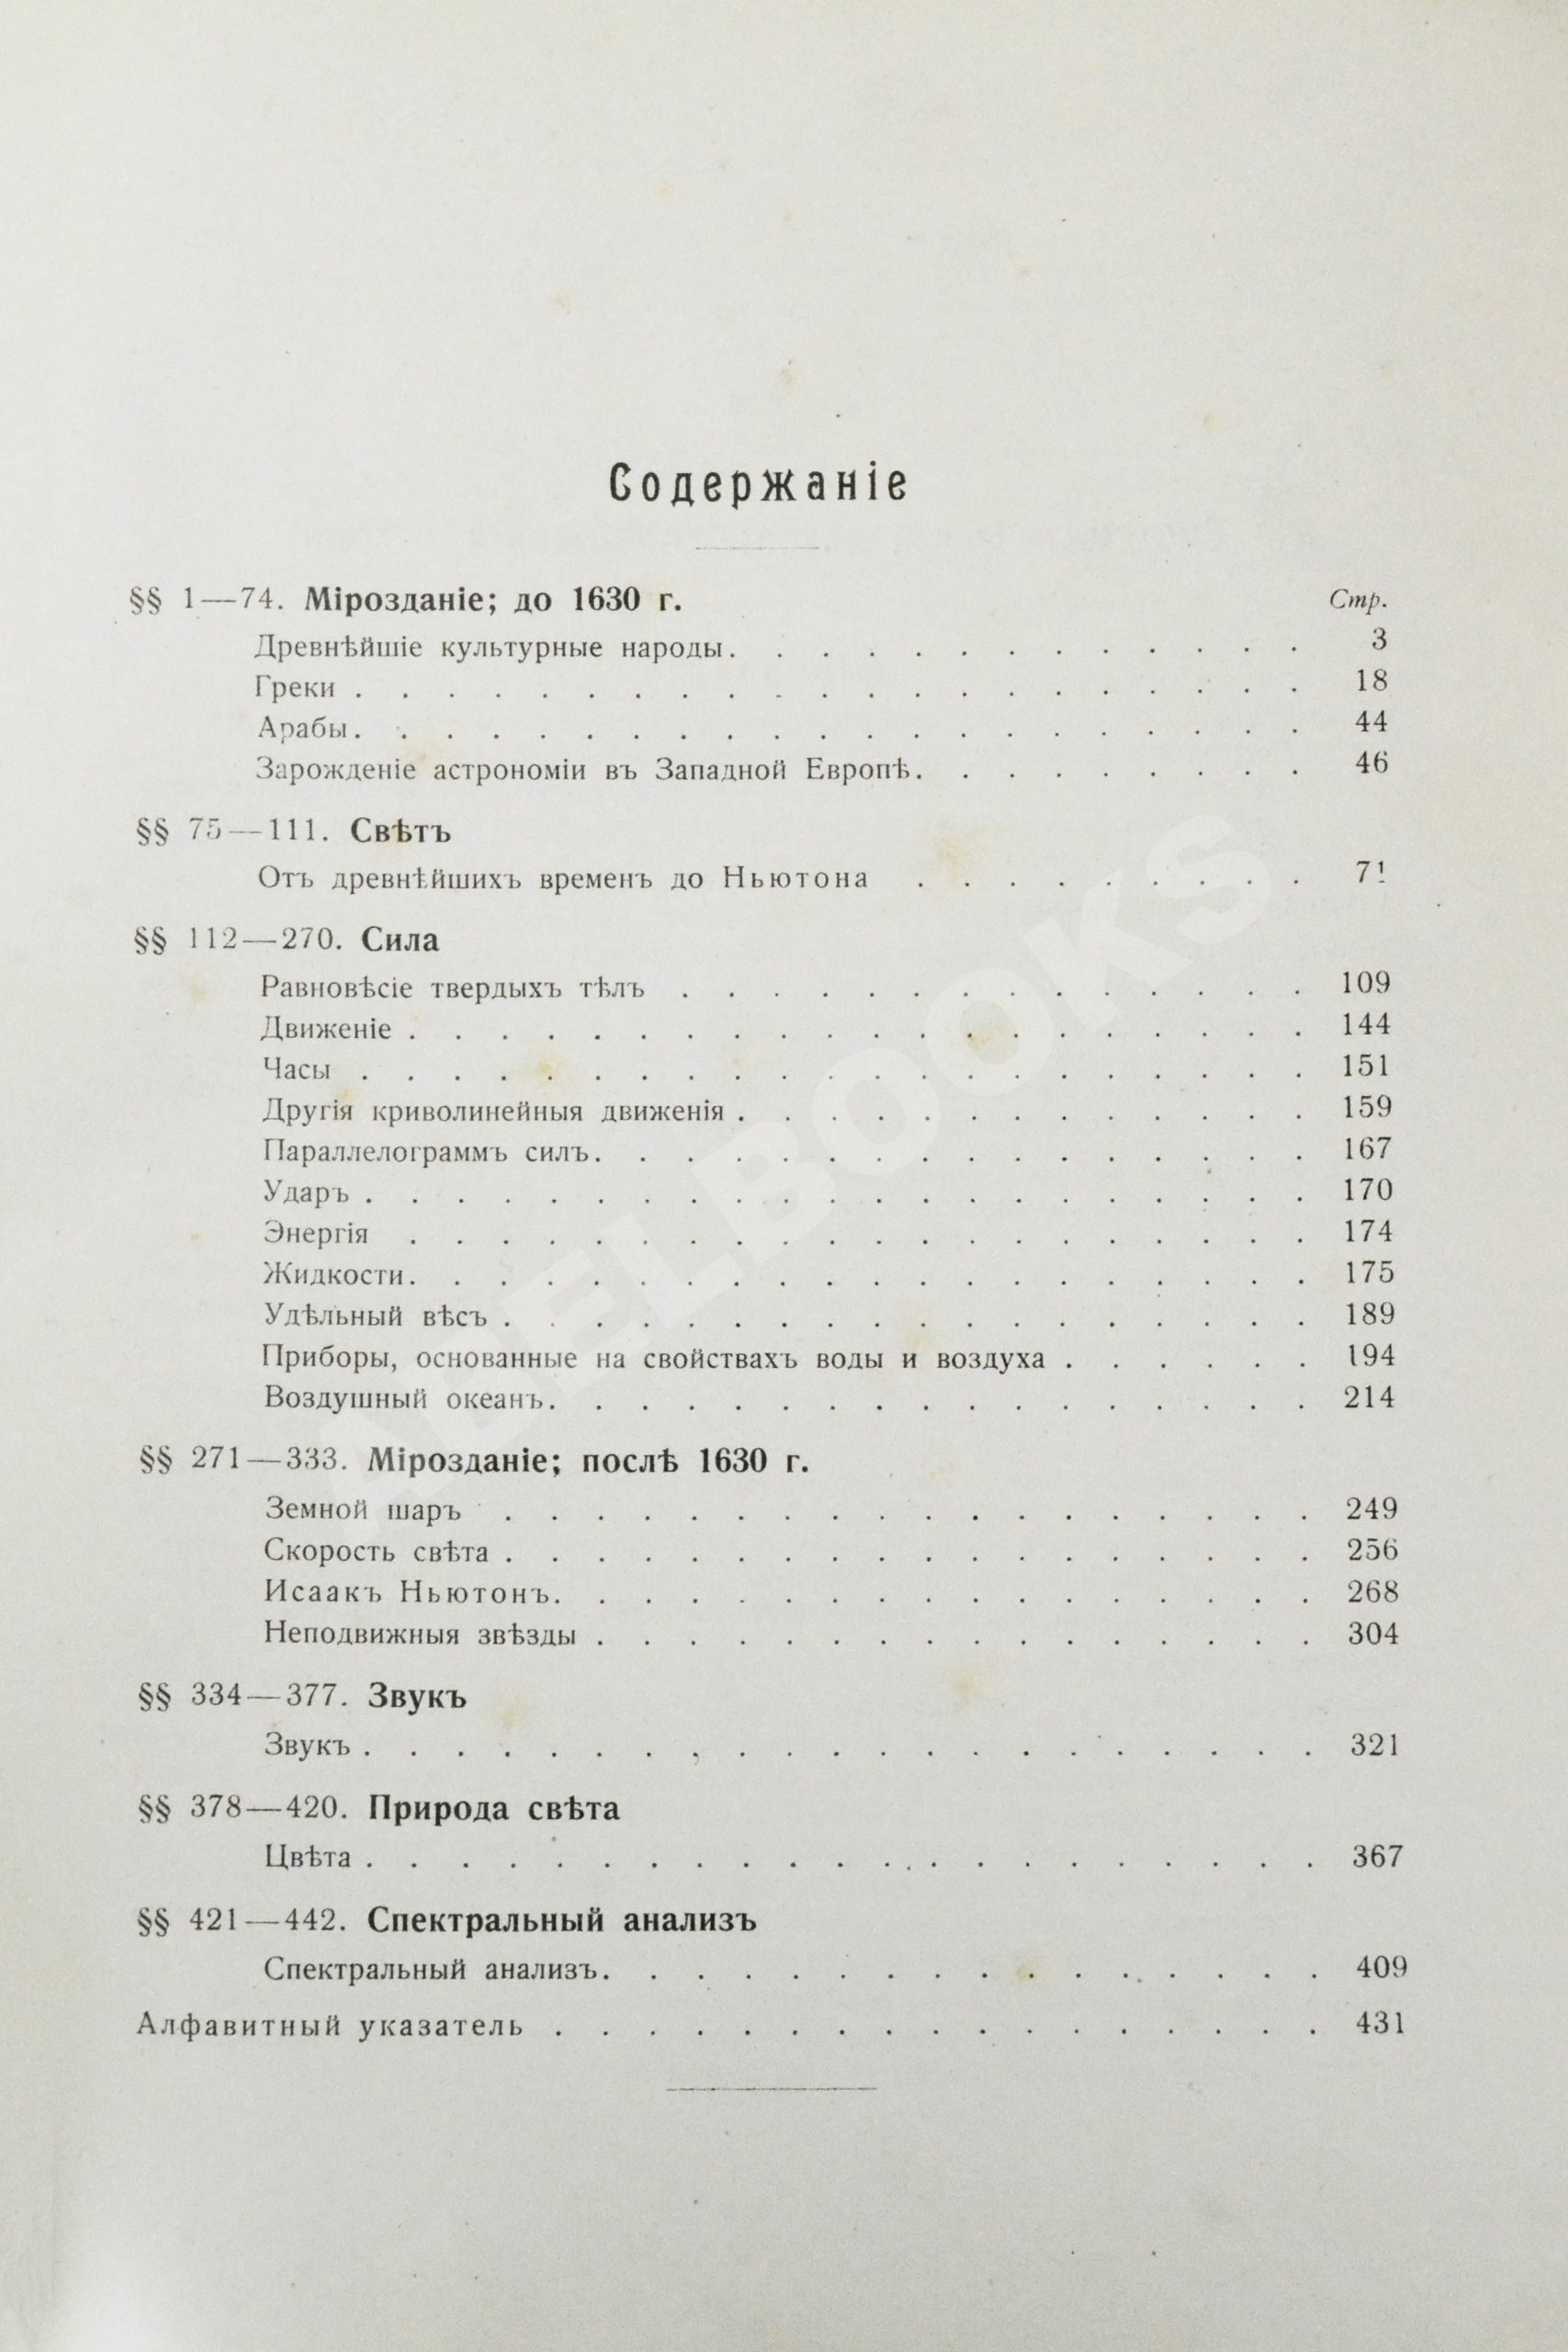 Содержаніе
§§ 1—74. Мірозданіе; до 1630 г. Стр.
Древнѣйшіе культурные народы. . . . . . . . . . . . . 3
Греки . . . . . . . . . . . . . . . . . . . . . 18
Арабы. . . . . . . . . . . . . . . . . . . . . 44
Зарожденіе астрономіи въ Западной Европѣ. . . . . . . . . 46
§§ 75—111. Свѣтъ
Отъ древнѣйшихъ временъ до Ньютона . . . . . . . . . 71
§§ 112—270. Сила
Равновѣсіе твердыхъ тѣлъ . . . . . . . . . . . . . . 109
Движеніе . . . . . . . . . . . . . . . . . . . . 144
Часы . . . . . . . . . . . . . . . . . . . . . 151
Другія криволинейныя движенія . . . . . . . . . . . . . 159
Параллелограммъ силъ. . . . . . . . . . . . . . . . 167
Ударъ . . . . . . . . . . . . . . . . . . . . . 170
Энергія . . . . . . . . . . . . . . . . . . . . 174
Жидкости. . . . . . . . . . . . . . . . . . . . 175
Удѣльный вѣсъ . . . . . . . . . . . . . . . . . . 189
Приборы, основанные на свойствахъ воды и воздуха . . . . . . 194
Воздушный океанъ. . . . . . . . . . . . . . . . . 214
§§ 271—333. Мірозданіе; послѣ 1630 г.
Земной шаръ . . . . . . . . . . . . . . . . . . 249
Скорость свѣта . . . . . . . . . . . . . . . . . . 256
Исаакъ Ньютонъ. . . . . . . . . . . . . . . . . 268
Неподвижныя звѣзды . . . . . . . . . . . . . . . . 304
§§ 334—377. Звукъ
Звукъ . . . . . . . . . . . . . . . . . . . . . 321
§§ 378—420. Природа свѣта
Цвѣта . . . . . . . . . . . . . . . . . . . . . 367
§§ 421—442. Спектральный анализъ
Спектральный анализъ. . . . . . . . . . . . . . . . 409
Алфавитный указатель . . . . . . . . . . . . . . . . . 431